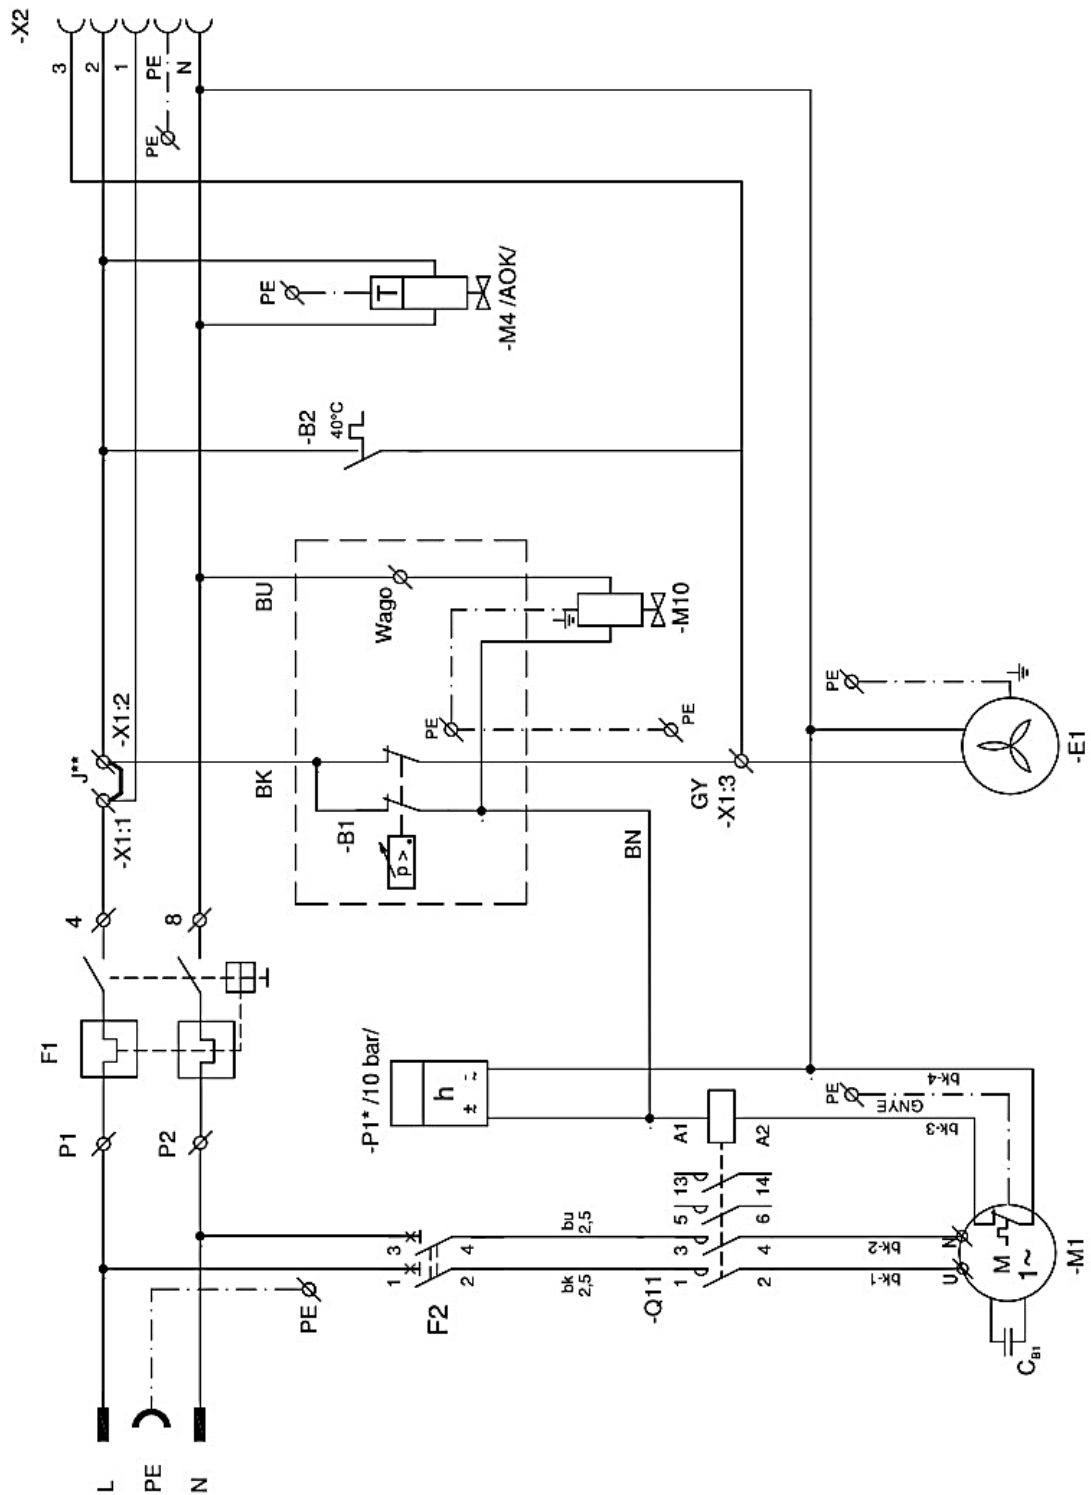 -X2
3
2
1
PE
N
PE
PE
T
-M4 /AOK/
-B2
40°C
BU
Wago
-M10
J**
-X1:2
-X1:1
BK
PE
PE
-B1
p >
GY
-X1:3
BN
PE
-E1
4
8
F1
P1
P2
-P1* /10 bar/
h
± ~
A1
A2
13
14
5
6
3
4
1
2
-Q11
bu
2,5
bk
2,5
3
4
1
2
F2
PE
PE
GNYE
bk-4
bk-3
bk-2
bk-1
N
U
M
1~
-M1
CB1
L
PE
N